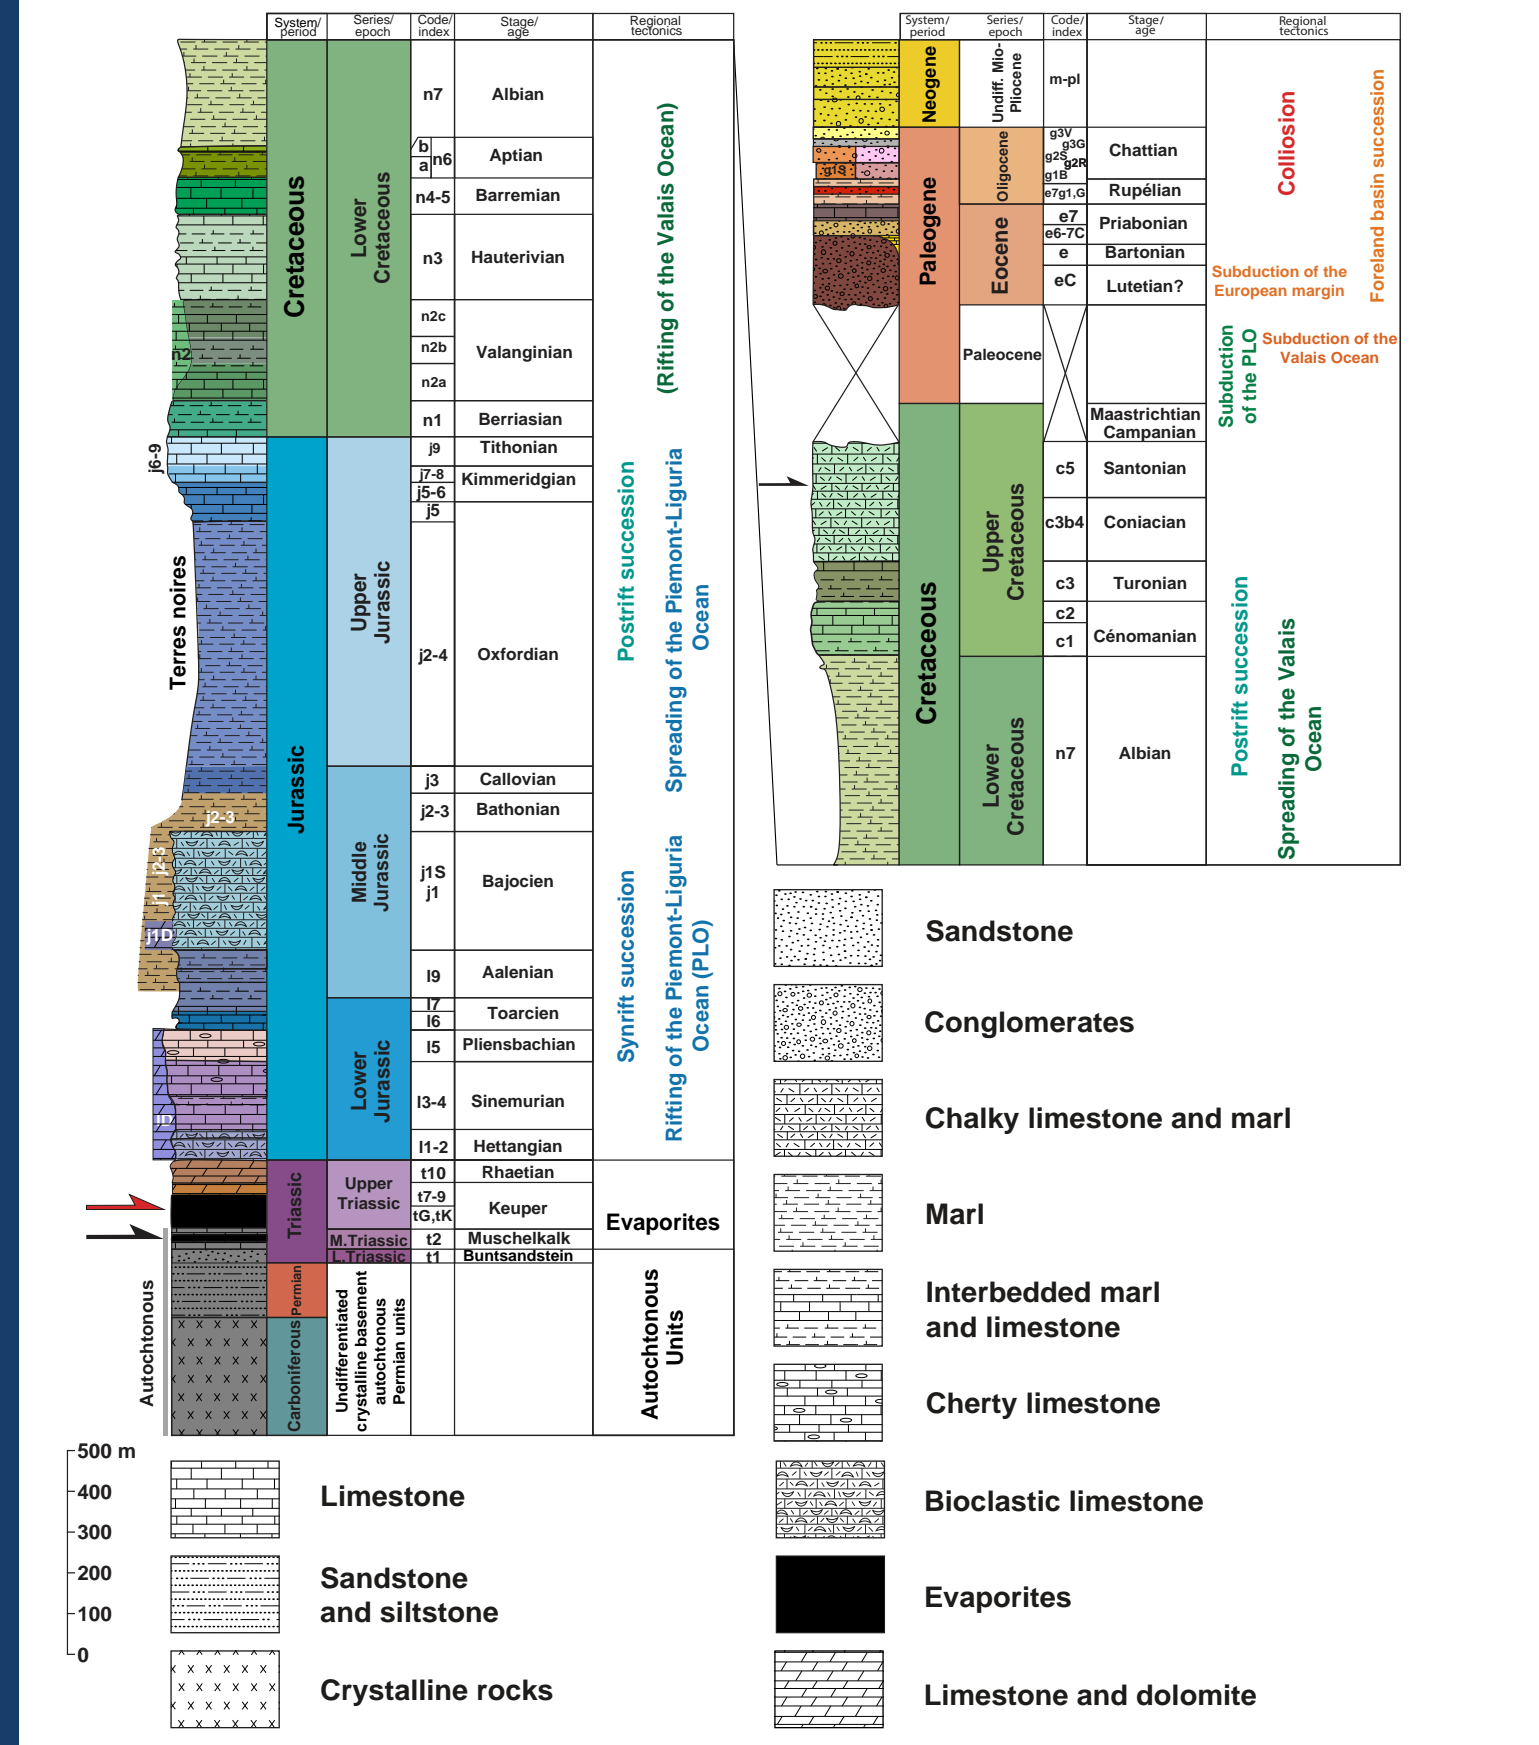 System/
period
Series/
epoch
Code/
index
Stage/
age
Regional
tectonics
Cretaceous
Lower
Cretaceous
n7
Albian
b
a
n6
Aptian
n4-5
Barremian
n3
Hauterivian
n2
n2c
n2b
n2a
Valanginian
n1
Berriasian
(Rifting of the Valais Ocean)
j6-9
Jurassic
Upper
Jurassic
j9
Tithonian
j7-8
j5-6
Kimmeridgian
j5
Terres noires
j2-4
Oxfordian
Postrift succession
Spreading of the Piemont-Liguria
Ocean
Middle
Jurassic
j3
Callovian
j2-3
j2-3
Bathonian
j2-3
j1
j1D
j1S
j1
Bajocien
l9
Aalenian
Lower
Jurassic
l7
l6
Toarcien
l5
Pliensbachian
lD
l3-4
Sinemurian
l1-2
Hettangian
Synrift succession
Rifting of the Piemont-Liguria
Ocean (PLO)
Triassic
Upper
Triassic
t10
Rhaetian
t7-9
tG,tK
Keuper
Evaporites
M.Triassic
t2
Muschelkalk
L.Triassic
t1
Buntsandstein
Autochtonous
Permian
Carboniferous
Undifferentiated
crystalline basement
autochtonous
Permian units
Autochtonous
Units
System/
period
Series/
epoch
Code/
index
Stage/
age
Regional
tectonics
Neogene
Undiff. Mio-
Pliocene
m-pl
Paleogene
Oligocene
g3V
g3G
g2S
g2R
g1B
g1S
Chattian
e7g1,G
Rupélian
Eocene
e7
e6-7C
Priabonian
e
Bartonian
eC
Lutetian?
Colliosion
Foreland basin succession
Subduction of the
European margin
Paleocene
Subduction
of the PLO
Subduction of the
Valais Ocean
Cretaceous
Upper
Cretaceous
Maastrichtian
Campanian
c5
Santonian
c3b4
Coniacian
c3
Turonian
c2
c1
Cénomanian
Lower
Cretaceous
n7
Albian
Postrift succession
Spreading of the Valais
Ocean
Sandstone
Conglomerates
Chalky limestone and marl
Marl
Interbedded marl
and limestone
Cherty limestone
Bioclastic limestone
Evaporites
Limestone and dolomite
500 m
400
300
200
100
0
Limestone
Sandstone
and siltstone
Crystalline rocks